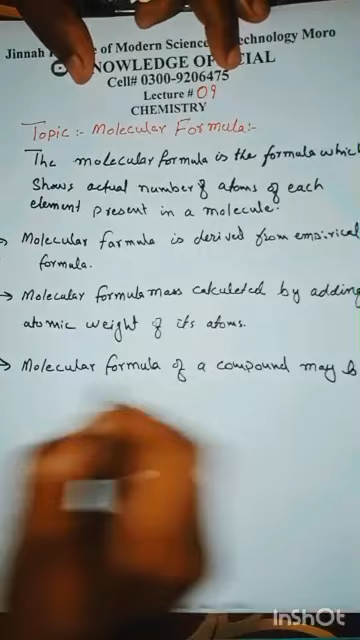 Jinnah of Modern Science echnology Moro
NOWLEDGE OF CIAL
Cell# 0300-9206475
Lecture # 09
CHEMISTRY
Topic :- Molecular Formula:-
The molecular formula is the formula which
Shows actual number of atoms of each
element present in a molecule.
Molecular farmula is derived from empirical
formula.
→ Molecular formula mass calculeted by adding
atomic weight of its atoms.
→ Molecular formula of a compound may b
InShOt